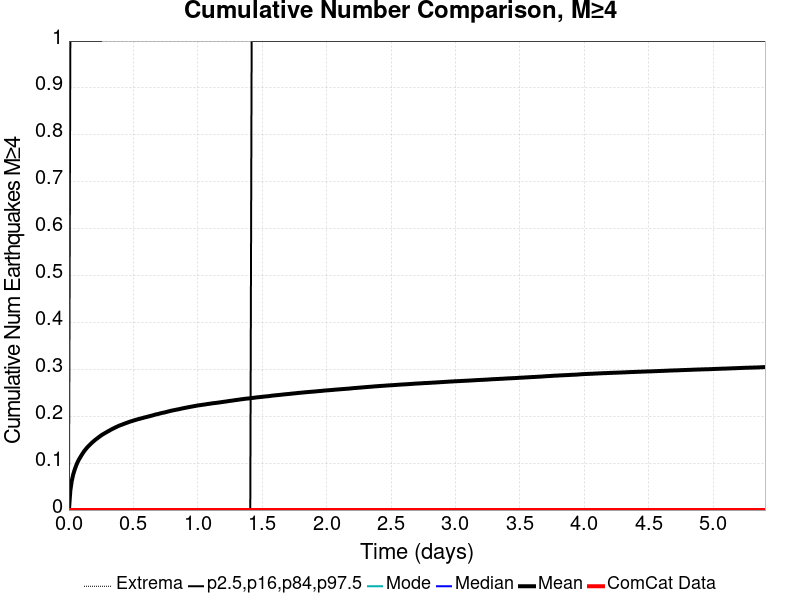 Cumulative Number Comparison, M≥4
Cumulative Num Earthquakes M≥4
1
0.9
0.8
0.7
0.6
0.5
0.4
0.3
0.2
0.1
0
0.0 0.5 1.0 1.5 2.0 2.5 3.0 3.5 4.0 4.5 5.0
Time (days)
Extrema p2.5,p16,p84,p97.5 Mode Median Mean ComCat Data